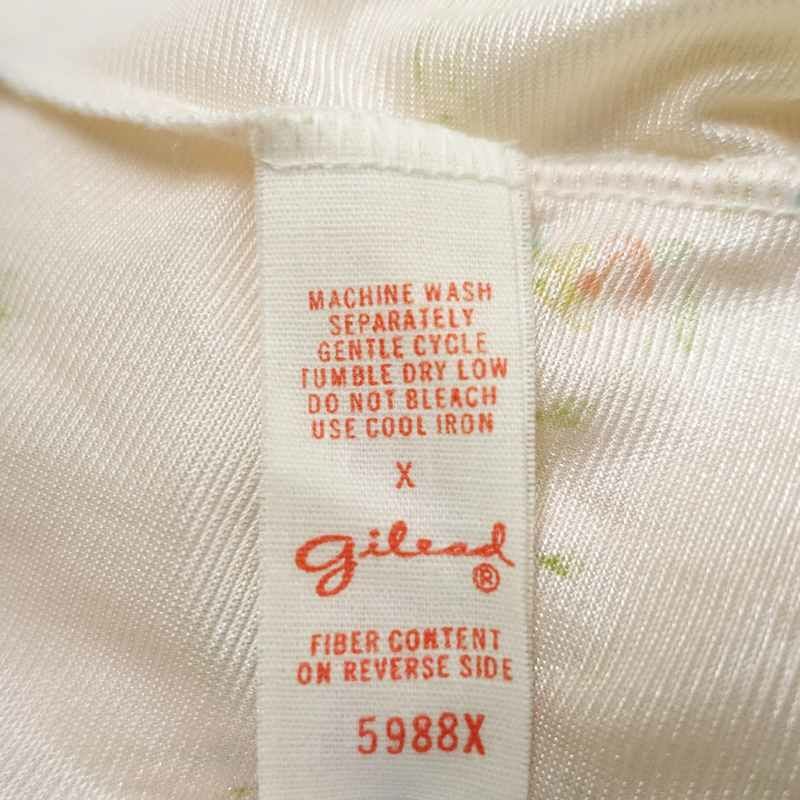 MACHINE WASH
SEPARATELY
GENTLE CYCLE
TUMBLE DRY LOW
DO NOT BLEACH
USE COOL IRON
X
gilead ®
FIBER CONTENT
ON REVERSE SIDE
5988X